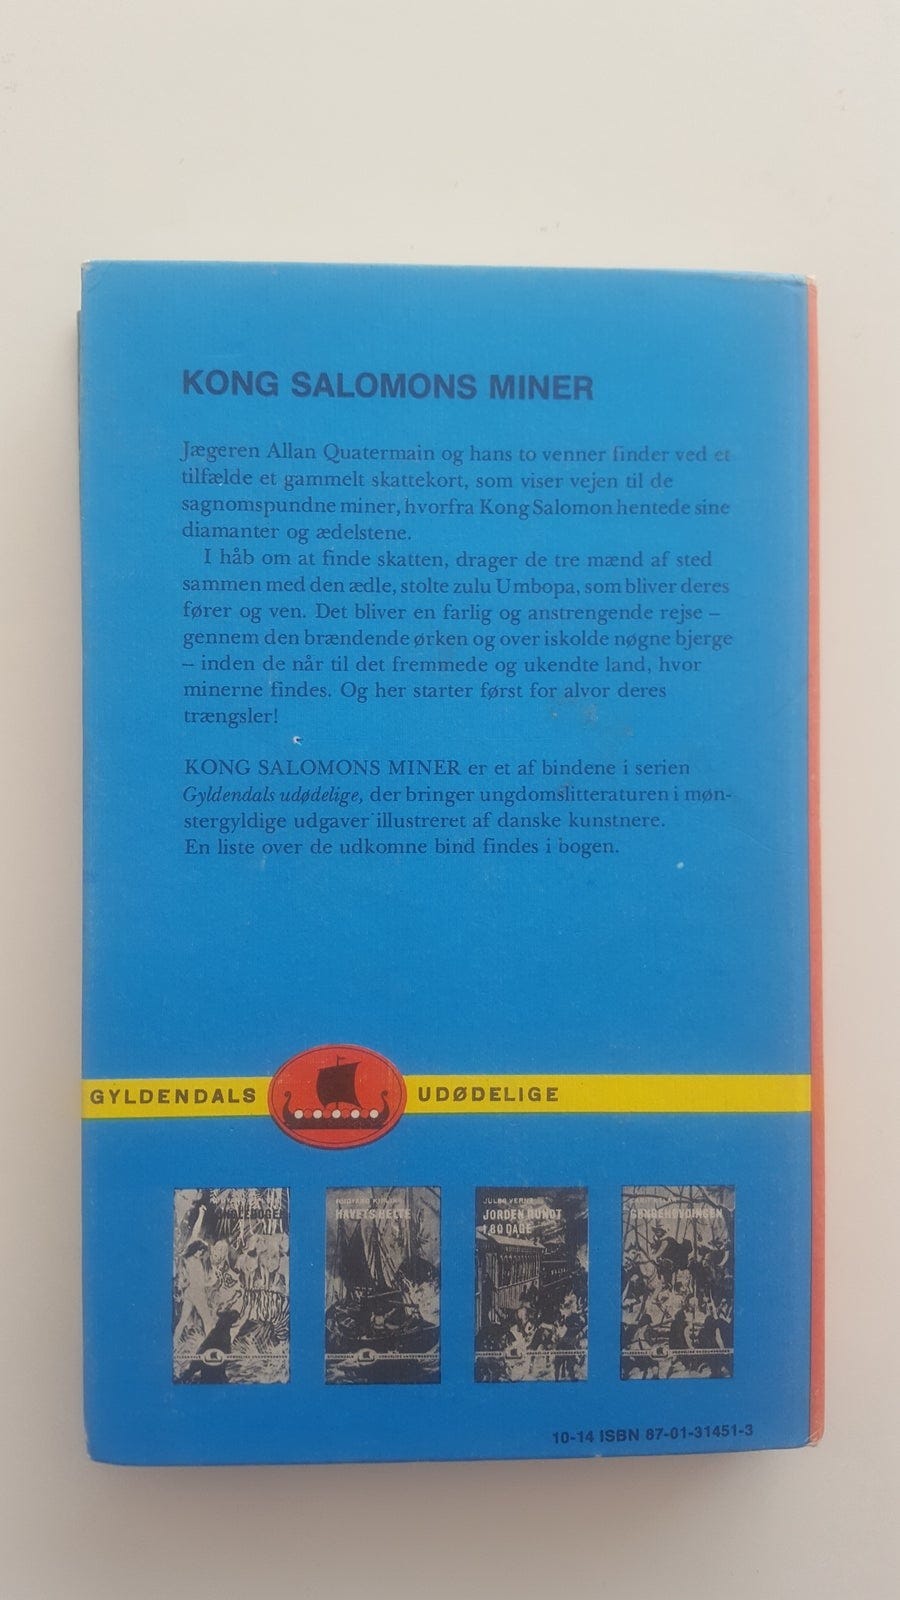 KONG SALOMONS MINER
Jægeren Allan Quatermain og hans to venner finder ved et
tilfælde et gammelt skattekort, som viser vejen til de
sagnomspundne miner, hvorfra Kong Salomon hentede sine
diamanter og ædelstene.
I håb om at finde skatten, drager de tre mænd af sted
sammen med den ædle, stolte zulu Umbopa, som bliver deres
fører og ven. Det bliver en farlig og anstrengende rejse –
gennem den brændende ørken og over iskolde nøgne bjerge
– inden de når til det fremmede og ukendte land, hvor
minerne findes. Og her starter først for alvor deres
trængsler!
KONG SALOMONS MINER er et af bindene i serien
Gyldendals udødelige, der bringer ungdomslitteraturen i møn-
stergyldige udgaver illustreret af danske kunstnere.
En liste over de udkomne bind findes i bogen.
GYLDENDALS UDØDELIGE
RUDYARD KIPLING
HAVETS HELTE
JULES VERNE
JORDEN RUNDT
I 80 DAGE
GØNGEHØVDINGEN
10-14 ISBN 87-01-31451-3